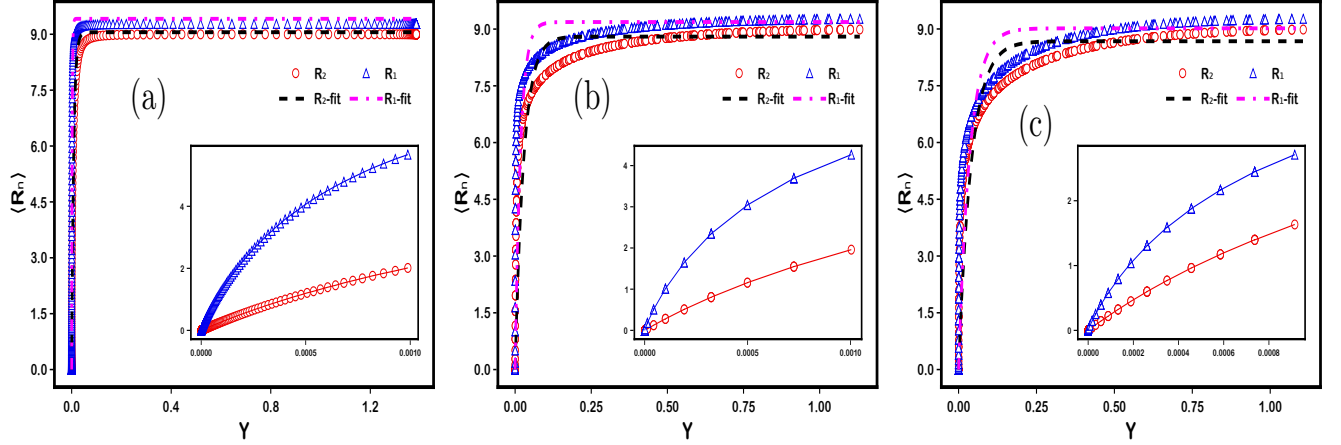 ⟨Rn⟩
9.0
7.5
6.0
4.5
3.0
1.5
0.0
R2
R1
R2-fit
R1-fit
(a)
4
2
0
0.0000
0.0005
0.0010
0.0
0.4
0.8
1.2
Y
⟨Rn⟩
9.0
7.5
6.0
4.5
3.0
1.5
0.0
R2
R1
R2-fit
R1-fit
(b)
4
3
2
1
0
0.0000
0.0005
0.0010
0.00
0.25
0.50
0.75
1.00
Y
⟨Rn⟩
9.0
7.5
6.0
4.5
3.0
1.5
0.0
R2
R1
R2-fit
R1-fit
(c)
2
1
0
0.0000
0.0002
0.0004
0.0006
0.0008
0.00
0.25
0.50
0.75
1.00
Y